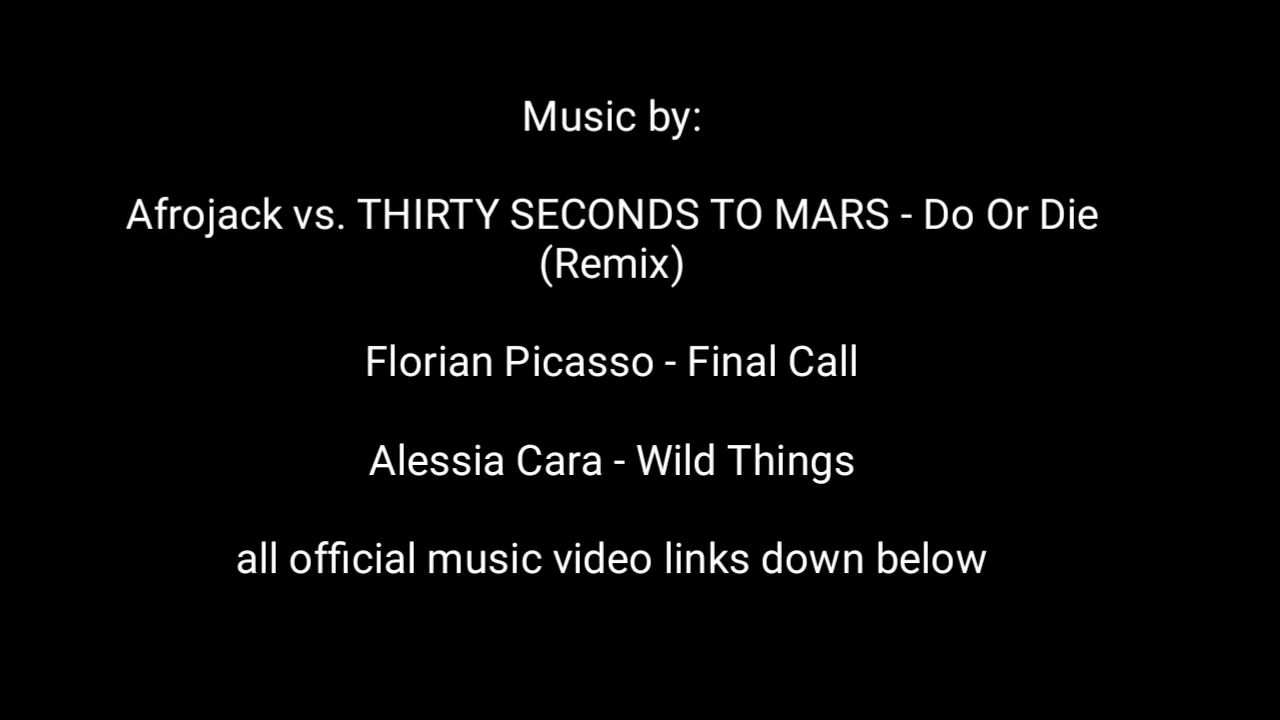 Music by:
Afrojack vs. THIRTY SECONDS TO MARS - Do Or Die
(Remix)
Florian Picasso - Final Call
Alessia Cara - Wild Things
all official music video links down below